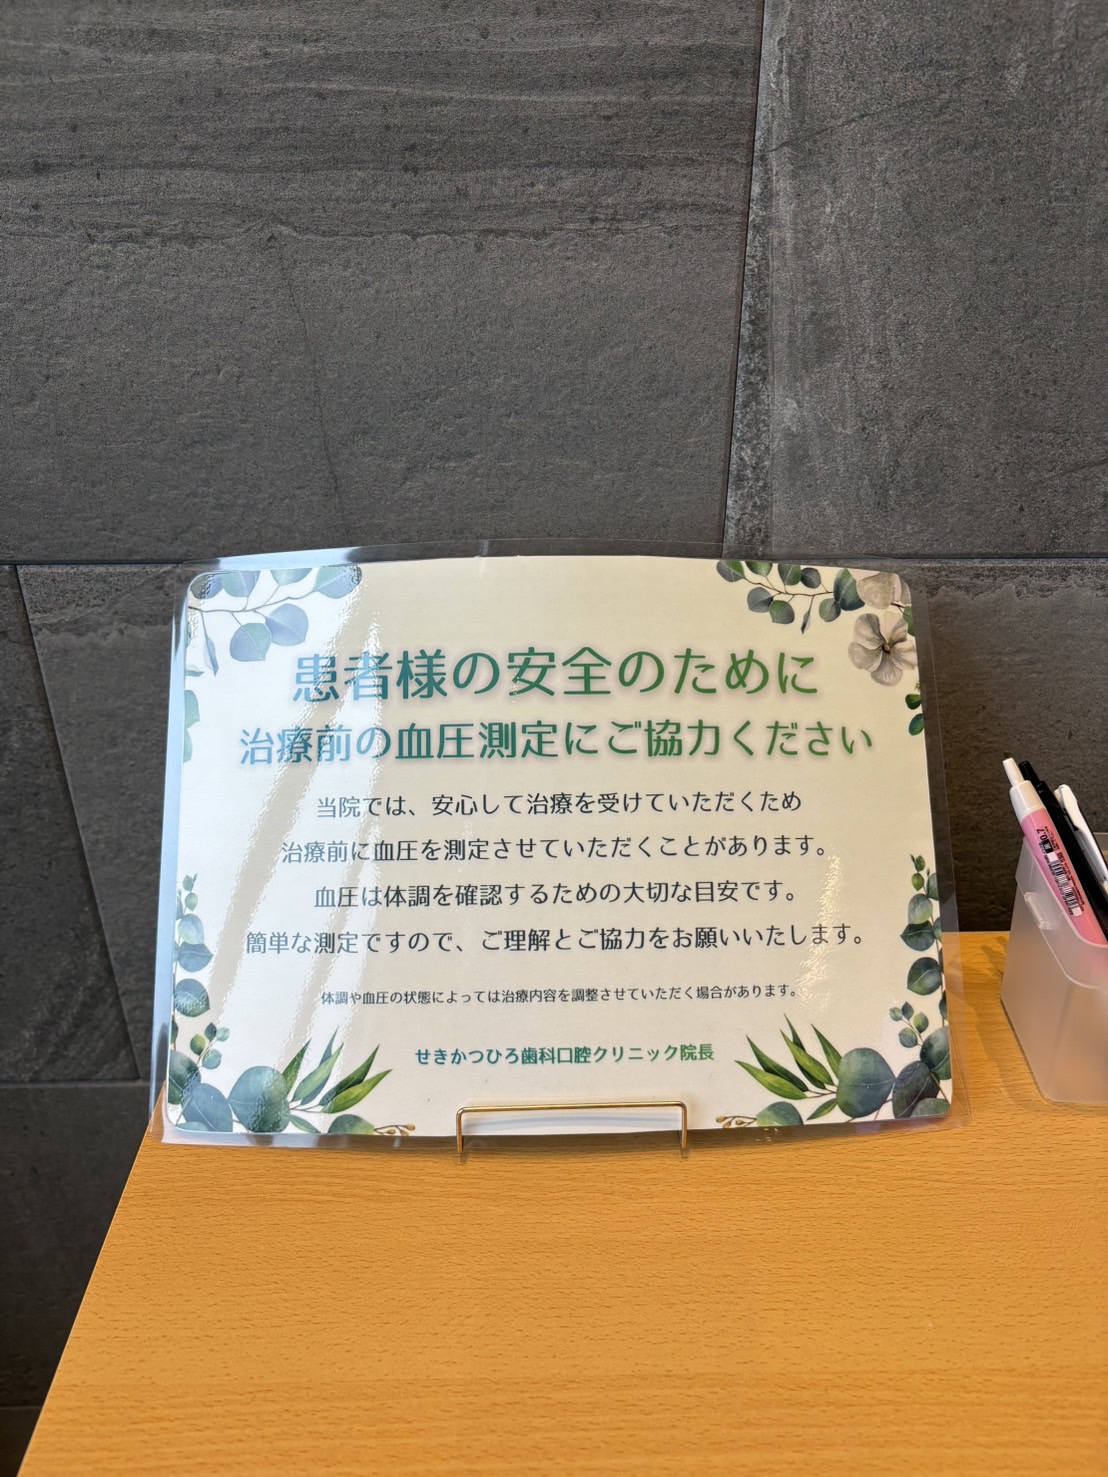 患者様の安全のために
治療前の血圧測定にご協力ください
当院では、安心して治療を受けていただくため
治療前に血圧を測定させていただくことがあります。
血圧は体調を確認するための大切な目安です。
簡単な測定ですので、ご理解とご協力をお願いいたします。
体調や血圧の状態によっては治療内容を調整させていただく場合があります。
せきかつひろ歯科口腔クリニック院長
0.7